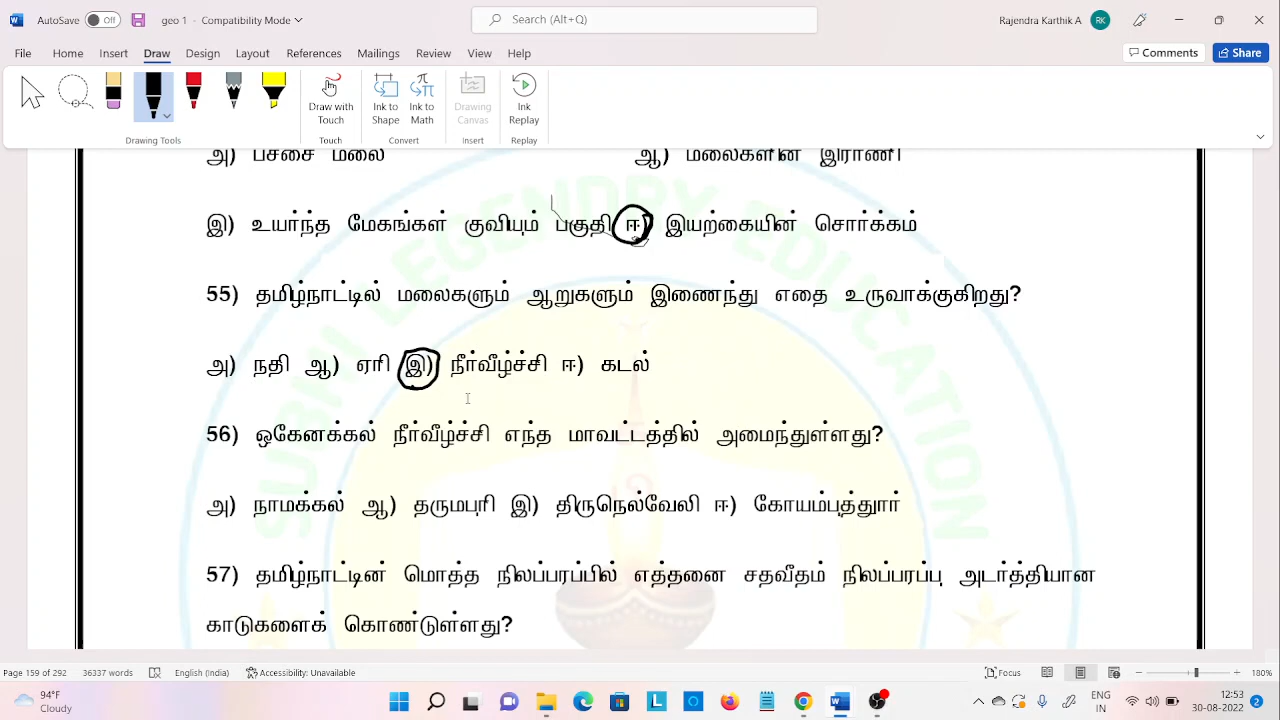 AutoSave Off geo 1 - Compatibility Mode Search (Alt+Q) Rajendra Karthik A RK
File Home Insert Draw Design Layout References Mailings Review View Help Comments Share
Draw with Touch Ink to Shape Ink to Math Drawing Canvas Ink Replay
Drawing Tools Touch Convert Insert Replay
அ) பச்சை மலை ஆ) மலைகளின் இராணி
இ) உயர்ந்த மேகங்கள் குவியும் பகுதி ஈ) இயற்கையின் சொர்க்கம்
55) தமிழ்நாட்டில் மலைகளும் ஆறுகளும் இணைந்து எதை உருவாக்குகிறது?
அ) நதி ஆ) ஏரி இ) நீர்வீழ்ச்சி ஈ) கடல்
56) ஒகேனக்கல் நீர்வீழ்ச்சி எந்த மாவட்டத்தில் அமைந்துள்ளது?
அ) நாமக்கல் ஆ) தருமபுரி இ) திருநெல்வேலி ஈ) கோயம்புத்தூர்
57) தமிழ்நாட்டின் மொத்த நிலப்பரப்பில் எத்தனை சதவீதம் நிலப்பரப்பு அடர்த்தியான
காடுகளைக் கொண்டுள்ளது?
EDUCATION
Page 159 of 292 36337 words English (India) Accessibility: Unavailable Focus 180%
94°F ENG 12:53
IN 30-08-2022 2